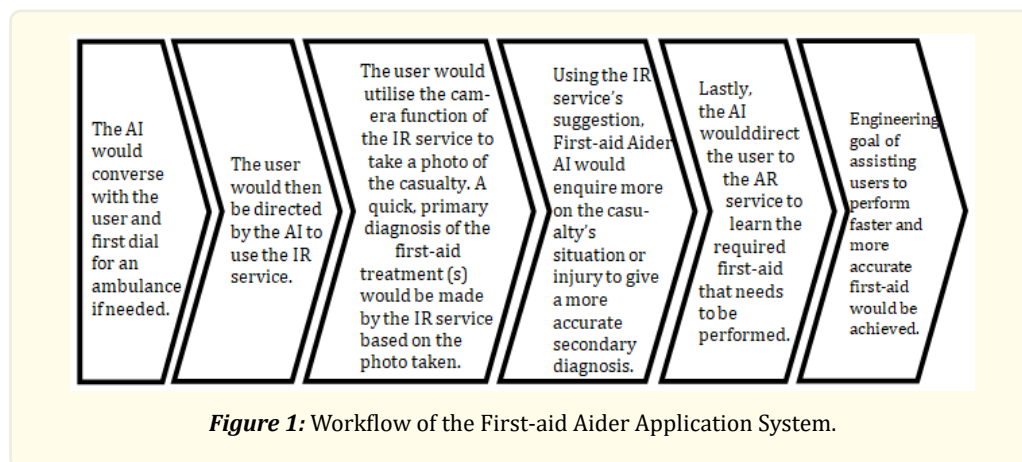 The AI
would
converse
with the
user and
first dial
for an
ambulance
if needed.
The user
would then
be directed
by the AI to
use the IR
service.
The user would
utilise the cam-
era function of
the IR service to
take a photo of
the casualty. A
quick, primary
diagnosis of the
first-aid
treatment (s)
would be made
by the IR service
based on the
photo taken.
Using the IR
service's
suggestion,
First-aid Aider
AI would
enquire more
on the casu-
alty's
situation or
injury to give
a more
accurate
secondary
diagnosis.
Lastly,
the AI
woulddirect
the user to
the AR
service to
learn the
required
first-aid
that needs
to be
performed.
Engineering
goal of
assisting
users to
perform
faster and
more
accurate
first-aid
would be
achieved.
Figure 1: Workflow of the First-aid Aider Application System.